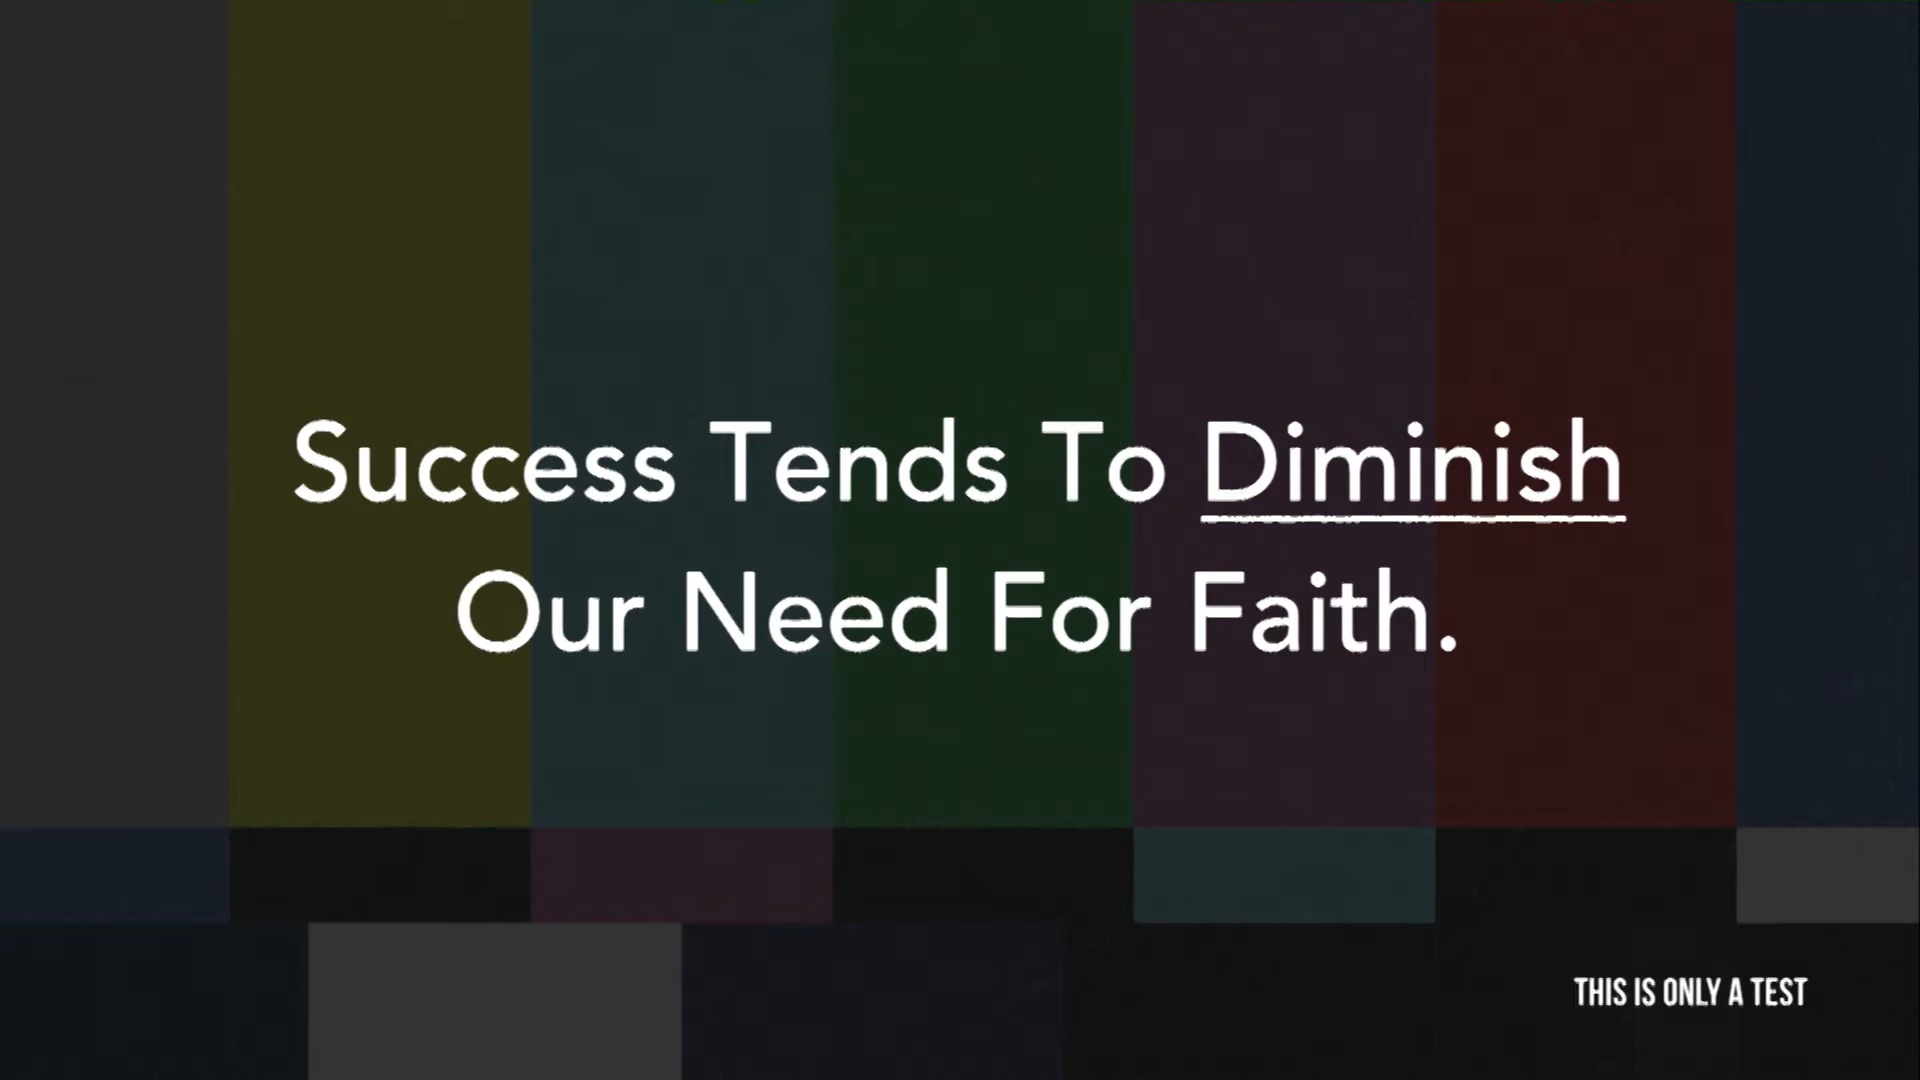 Success Tends To Diminish
Our Need For Faith.
THIS IS ONLY A TEST